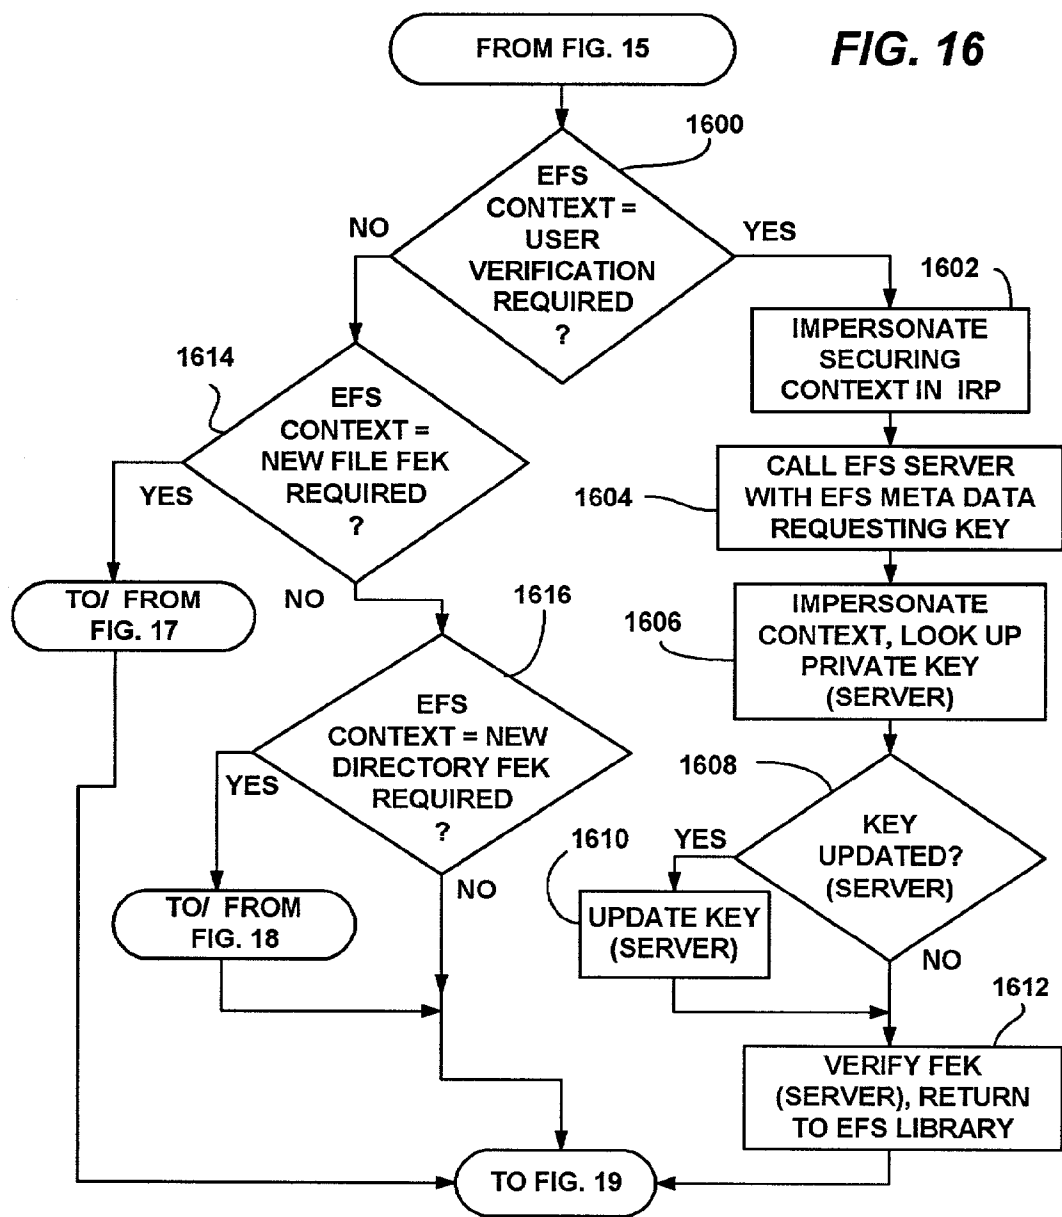 FROM FIG. 15
FIG. 16
1600
EFS
CONTEXT =
USER
VERIFICATION
REQUIRED
?
NO
YES
1602
IMPERSONATE
SECURING
CONTEXT IN IRP
1614
EFS
CONTEXT =
NEW FILE FEK
REQUIRED
?
YES
NO
1604
CALL EFS SERVER
WITH EFS META DATA
REQUESTING KEY
TO/ FROM
FIG. 17
1616
1606
IMPERSONATE
CONTEXT, LOOK UP
PRIVATE KEY
(SERVER)
EFS
CONTEXT = NEW
DIRECTORY FEK
REQUIRED
?
YES
NO
1608
KEY
UPDATED?
(SERVER)
YES
NO
1610
UPDATE KEY
(SERVER)
TO/ FROM
FIG. 18
1612
VERIFY FEK
(SERVER), RETURN
TO EFS LIBRARY
TO FIG. 19